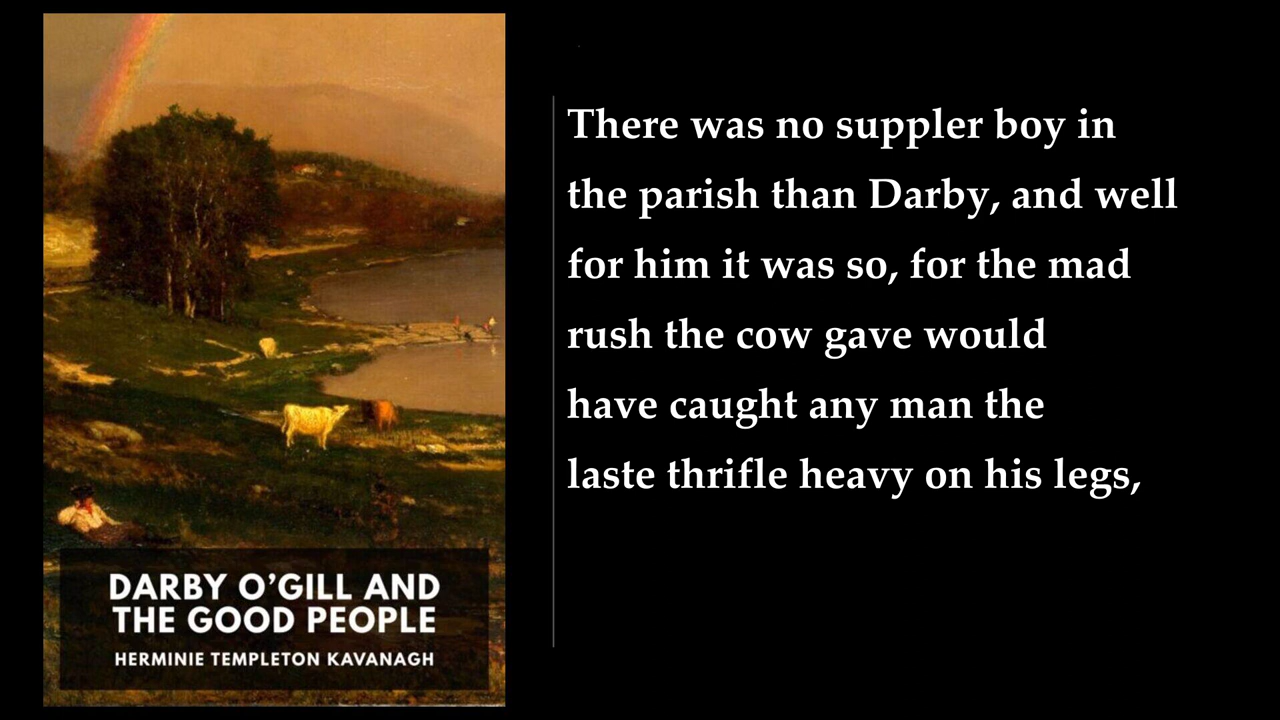 There was no suppler boy in
the parish than Darby, and well
for him it was so, for the mad
rush the cow gave would
have caught any man the
laste thrifle heavy on his legs,
DARBY O'GILL AND
THE GOOD PEOPLE
HERMINIE TEMPLETON KAVANAGH